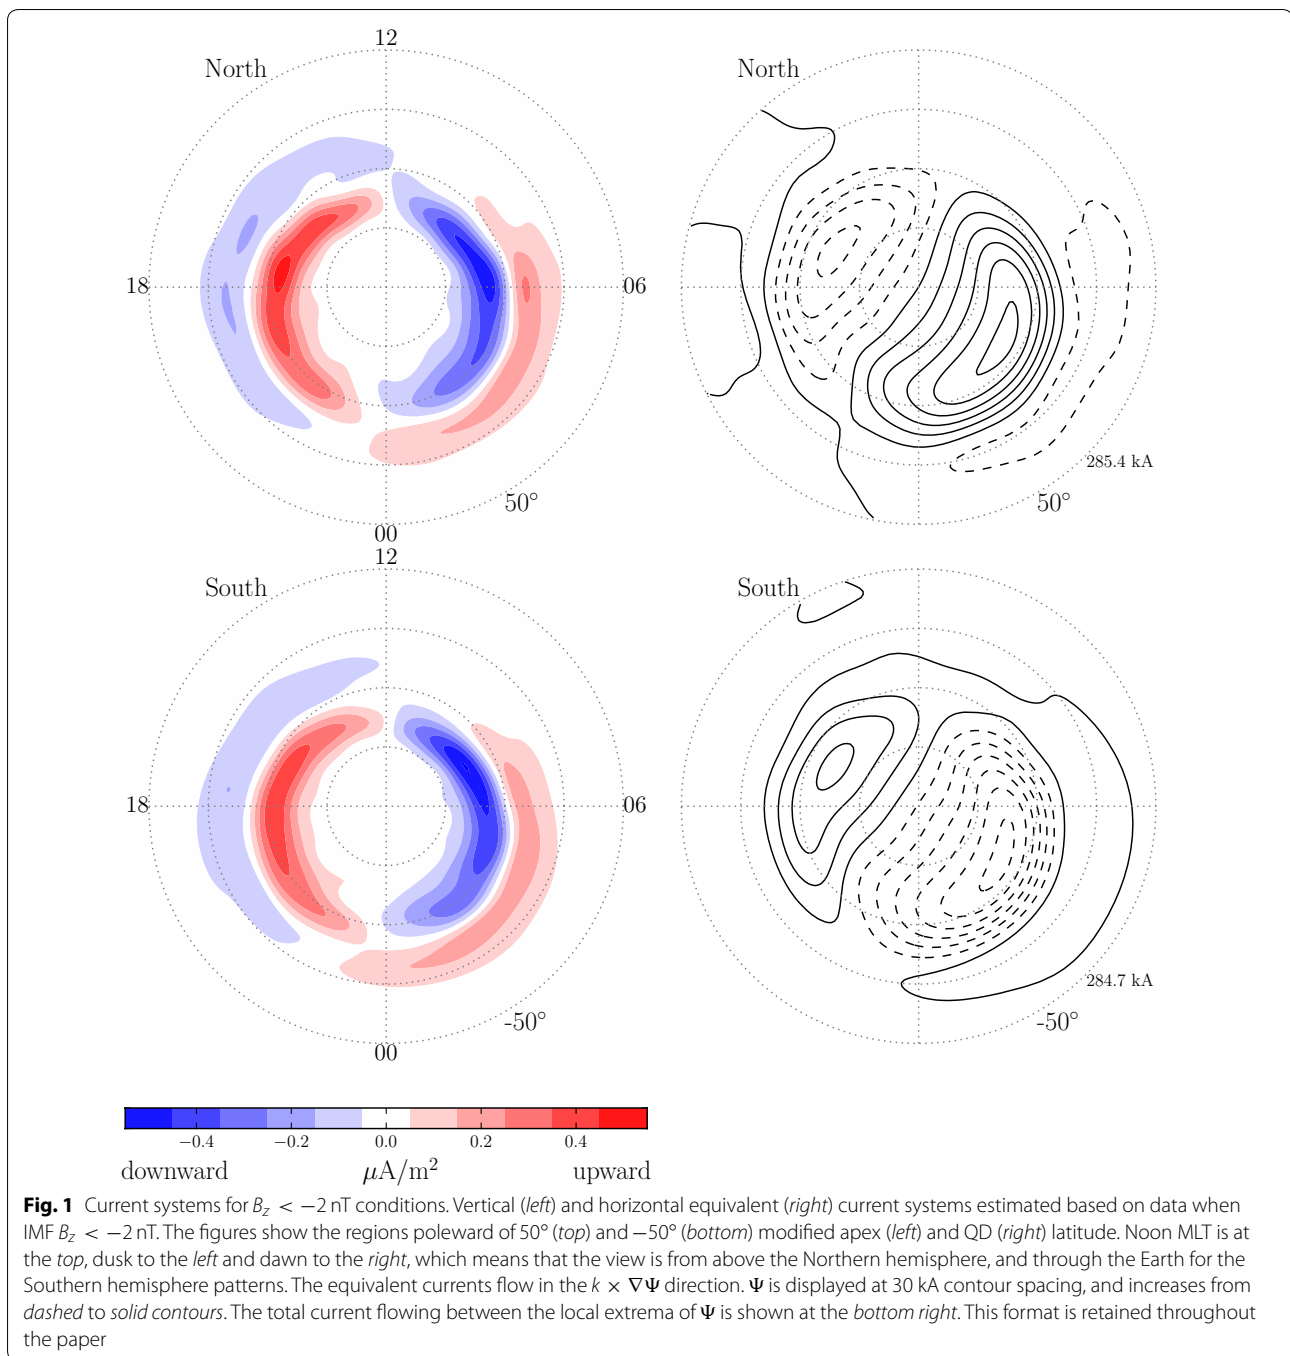 12
North
18
06
50°
00
North
285.4 kA
50°
12
South
18
06
-50°
00
South
284.7 kA
-50°
−0.4 −0.2 0.0 0.2 0.4
downward μA/m² upward
Fig. 1 Current systems for B_z < −2 nT conditions. Vertical (left) and horizontal equivalent (right) current systems estimated based on data when
IMF B_z < −2 nT. The figures show the regions poleward of 50° (top) and −50° (bottom) modified apex (left) and QD (right) latitude. Noon MLT is at
the top, dusk to the left and dawn to the right, which means that the view is from above the Northern hemisphere, and through the Earth for the
Southern hemisphere patterns. The equivalent currents flow in the k × ∇Ψ direction. Ψ is displayed at 30 kA contour spacing, and increases from
dashed to solid contours. The total current flowing between the local extrema of Ψ is shown at the bottom right. This format is retained throughout
the paper